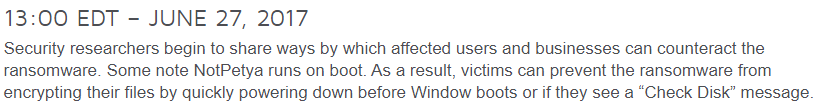 13:00 EDT – JUNE 27, 2017
Security researchers begin to share ways by which affected users and businesses can counteract the
ransomware. Some note NotPetya runs on boot. As a result, victims can prevent the ransomware from
encrypting their files by quickly powering down before Window boots or if they see a “Check Disk” message.